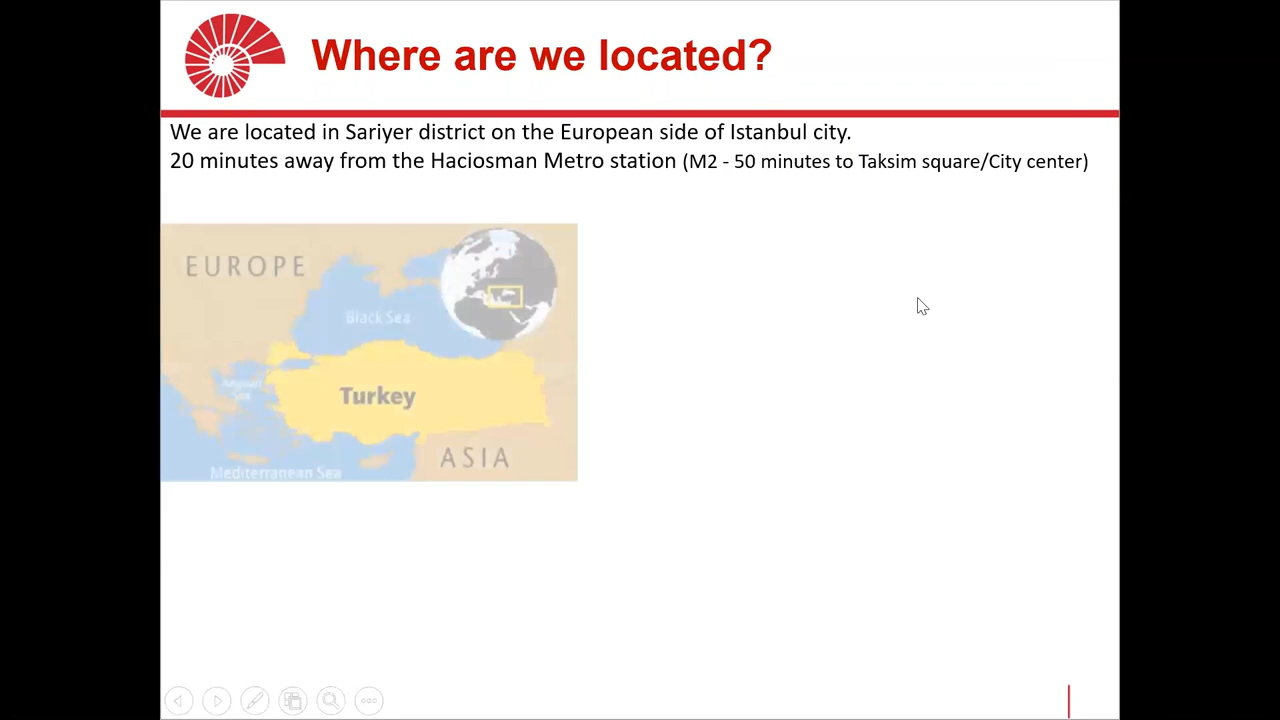 Where are we located?
We are located in Sariyer district on the European side of Istanbul city.
20 minutes away from the Haciosman Metro station (M2 - 50 minutes to Taksim square/City center)
EUROPE
Black Sea
Aegean
Sea
Turkey
ASIA
Mediterranean Sea